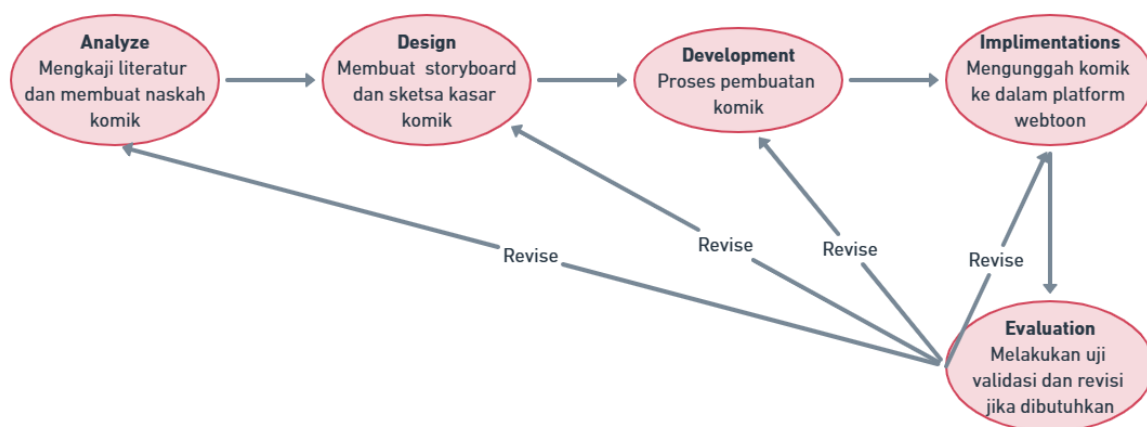 Analyze
Mengkaji literatur
dan membuat naskah
komik
Design
Membuat storyboard
dan sketsa kasar
komik
Development
Proses pembuatan
komik
Implimentations
Mengunggah komik
ke dalam platform
webtoon
Revise
Revise
Revise
Revise
Evaluation
Melakukan uji
validasi dan revisi
jika dibutuhkan